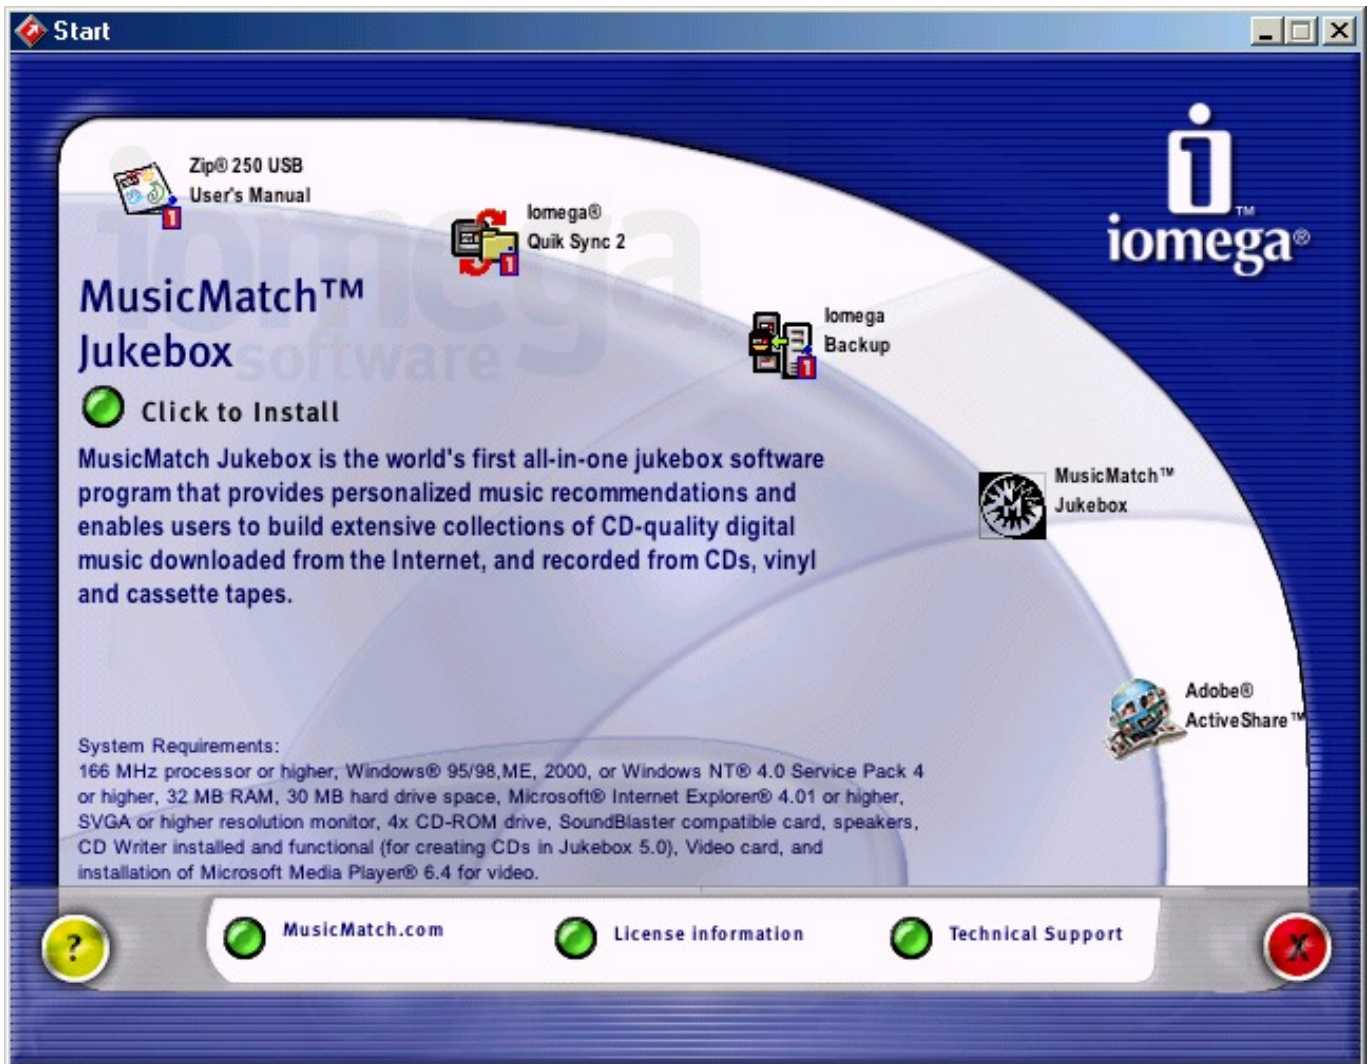 Start
iomega®
Zip® 250 USB
User's Manual
Iomega®
Quik Sync 2
Iomega
Backup
MusicMatch™
Jukebox
Adobe®
ActiveShare™
iomega
software
MusicMatch™
Jukebox
Click to Install
MusicMatch Jukebox is the world's first all-in-one jukebox software
program that provides personalized music recommendations and
enables users to build extensive collections of CD-quality digital
music downloaded from the Internet, and recorded from CDs, vinyl
and cassette tapes.
System Requirements:
166 MHz processor or higher, Windows® 95/98,ME, 2000, or Windows NT® 4.0 Service Pack 4
or higher, 32 MB RAM, 30 MB hard drive space, Microsoft® Internet Explorer® 4.01 or higher,
SVGA or higher resolution monitor, 4x CD-ROM drive, SoundBlaster compatible card, speakers,
CD Writer installed and functional (for creating CDs in Jukebox 5.0), Video card, and
installation of Microsoft Media Player® 6.4 for video.
?
MusicMatch.com
License information
Technical Support
X